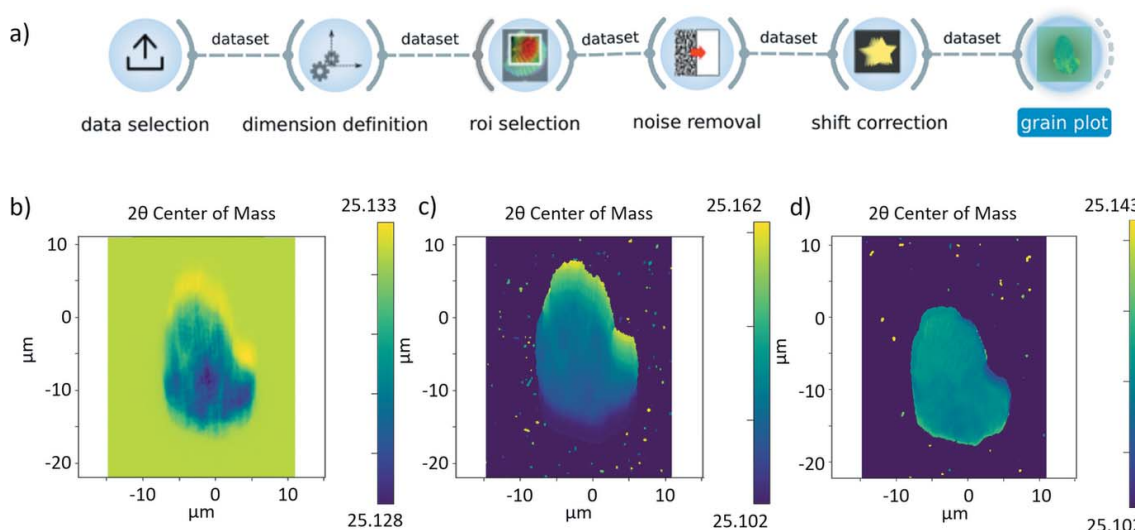 a)
dataset dataset dataset dataset dataset
data selection dimension definition roi selection noise removal shift correction grain plot
b) 2θ Center of Mass 25.133
c) 2θ Center of Mass 25.162
d) 2θ Center of Mass 25.143
10 10 10
0 0 0
-10 -10 -10
-20 -20 -20
μm μm μm
-10 0 10 -10 0 10 -10 0 10
μm 25.128 μm 25.102 μm